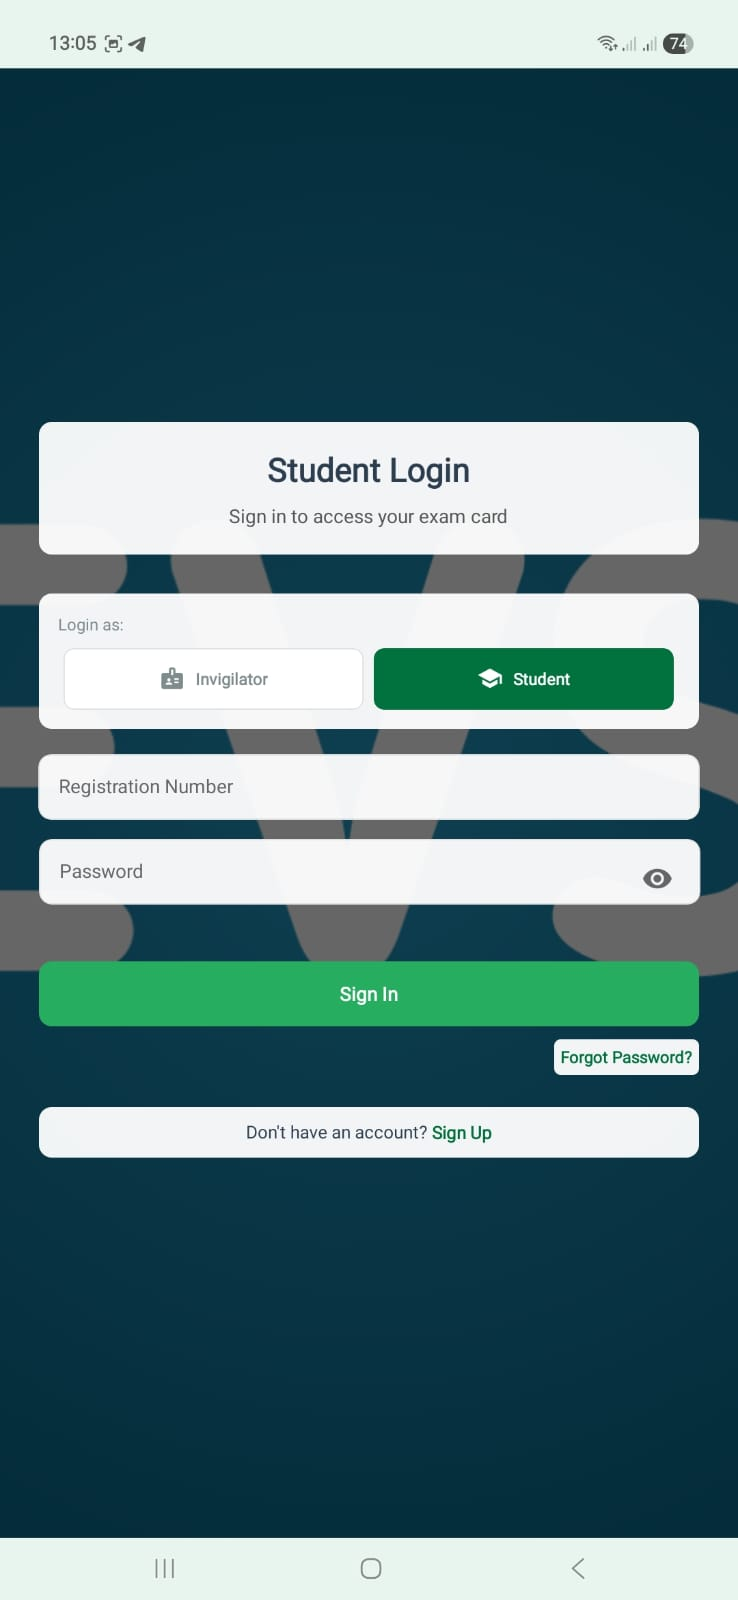 13:05
74
Student Login
Sign in to access your exam card
EVS
Login as:
Invigilator
Student
Registration Number
Password
Sign In
Forgot Password?
Don't have an account? Sign Up